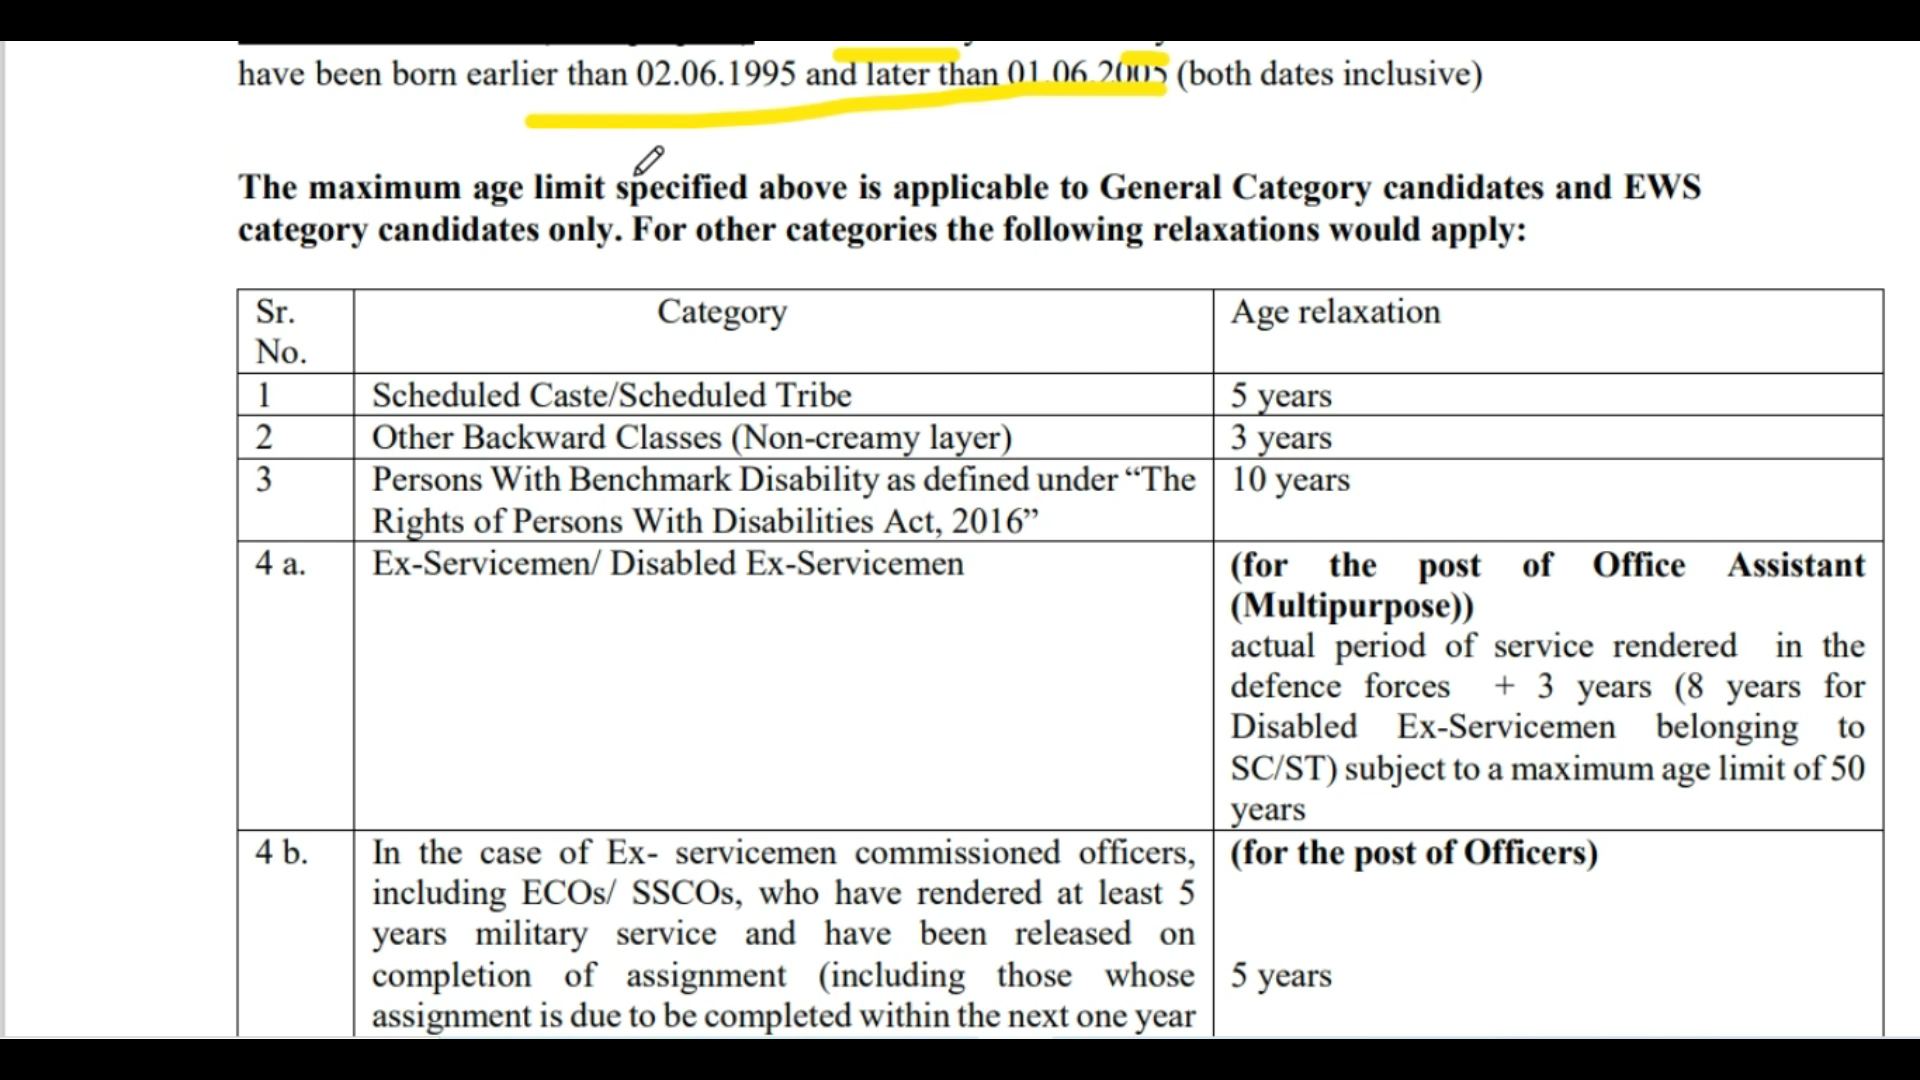 have been born earlier than 02.06.1995 and later than 01.06.2005 (both dates inclusive)
The maximum age limit specified above is applicable to General Category candidates and EWS
category candidates only. For other categories the following relaxations would apply:
Sr.
No.
Category
Age relaxation
1
Scheduled Caste/Scheduled Tribe
5 years
2
Other Backward Classes (Non-creamy layer)
3 years
3
Persons With Benchmark Disability as defined under “The
Rights of Persons With Disabilities Act, 2016”
10 years
4 a.
Ex-Servicemen/ Disabled Ex-Servicemen
(for the post of Office Assistant
(Multipurpose))
actual period of service rendered in the
defence forces + 3 years (8 years for
Disabled Ex-Servicemen belonging to
SC/ST) subject to a maximum age limit of 50
years
4 b.
In the case of Ex- servicemen commissioned officers,
including ECOs/ SSCOs, who have rendered at least 5
years military service and have been released on
completion of assignment (including those whose
assignment is due to be completed within the next one year
(for the post of Officers)
5 years